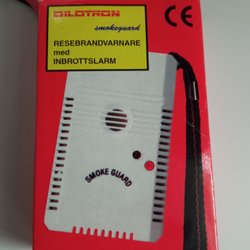 DILOTRON
smokeguard
RESEBRANDVARNARE
med
INBROTTSLARM
CE
SMOKE GUARD